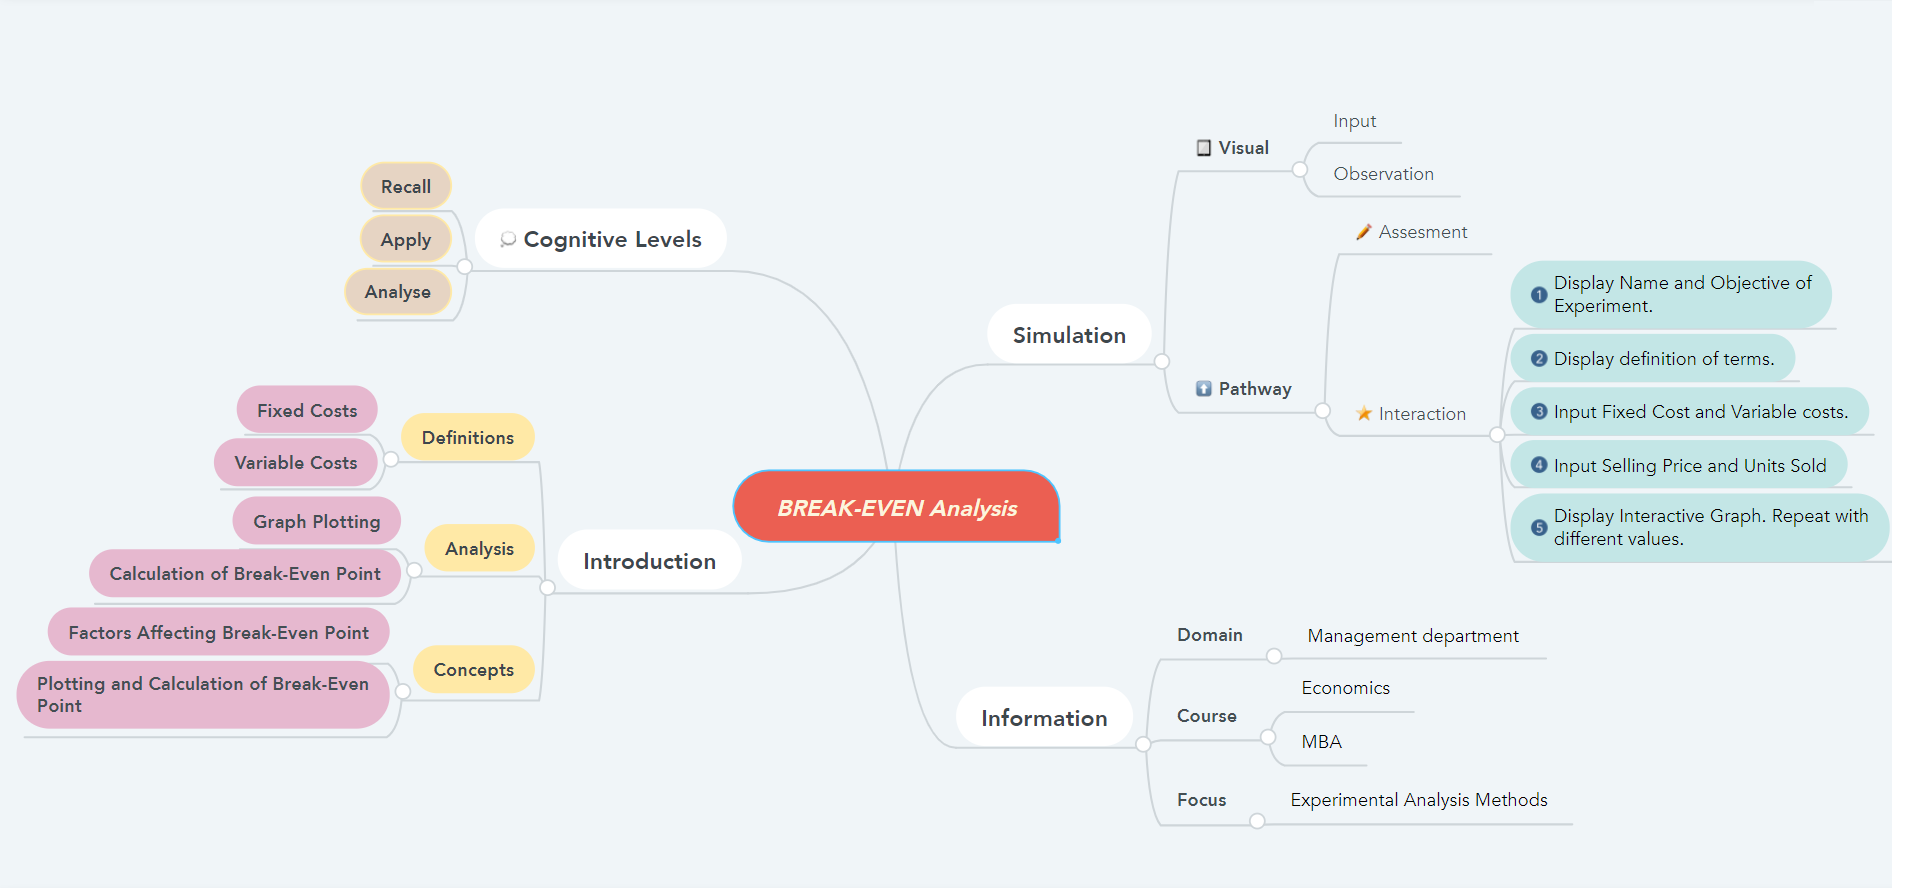 BREAK-EVEN Analysis
Cognitive Levels
Recall
Apply
Analyse
Introduction
Definitions
Fixed Costs
Variable Costs
Analysis
Graph Plotting
Calculation of Break-Even Point
Concepts
Factors Affecting Break-Even Point
Plotting and Calculation of Break-Even
Point
Simulation
Visual
Input
Observation
Pathway
Assesment
Interaction
1 Display Name and Objective of
Experiment.
2 Display definition of terms.
3 Input Fixed Cost and Variable costs.
4 Input Selling Price and Units Sold
5 Display Interactive Graph. Repeat with
different values.
Information
Domain
Management department
Course
Economics
MBA
Focus
Experimental Analysis Methods